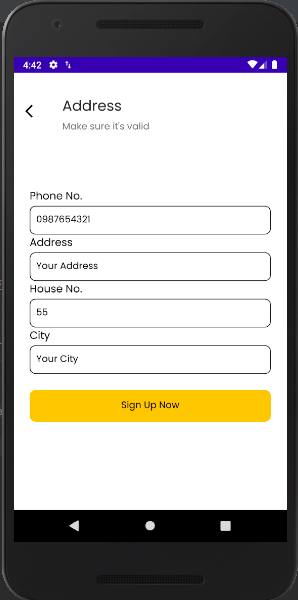 4:42
Address
Make sure it's valid
Phone No.
0987654321
Address
Your Address
House No.
55
City
Your City
Sign Up Now